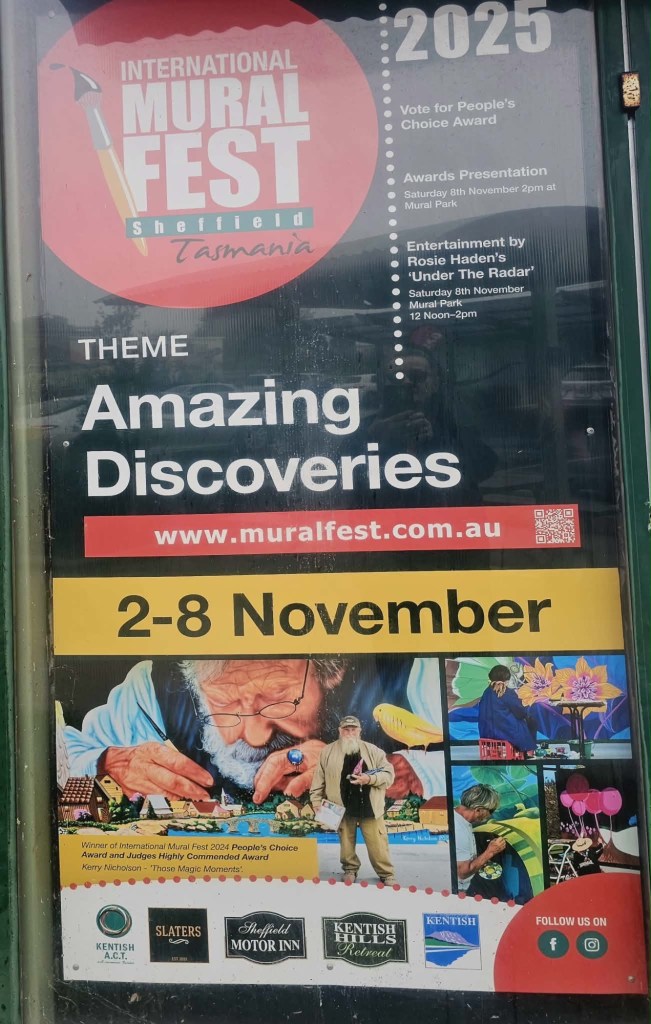 2025
INTERNATIONAL
MURAL
FEST
Sheffield
Tasmania
Vote for People's
Choice Award
Awards Presentation
Saturday 8th November 2pm at
Mural Park
Entertainment by
Rosie Haden's
'Under The Radar'
Saturday 8th November
Mural Park
12 Noon–2pm
THEME
Amazing
Discoveries
www.muralfest.com.au
2-8 November
Winner of International Mural Fest 2024 People's Choice
Award and Judges Highly Commended Award
Kerry Nicholson - 'Those Magic Moments'.
KENTISH
A.C.T.
SLATERS
Sheffield
MOTOR INN
KENTISH
HILLS
Retreat
KENTISH
FOLLOW US ON
f